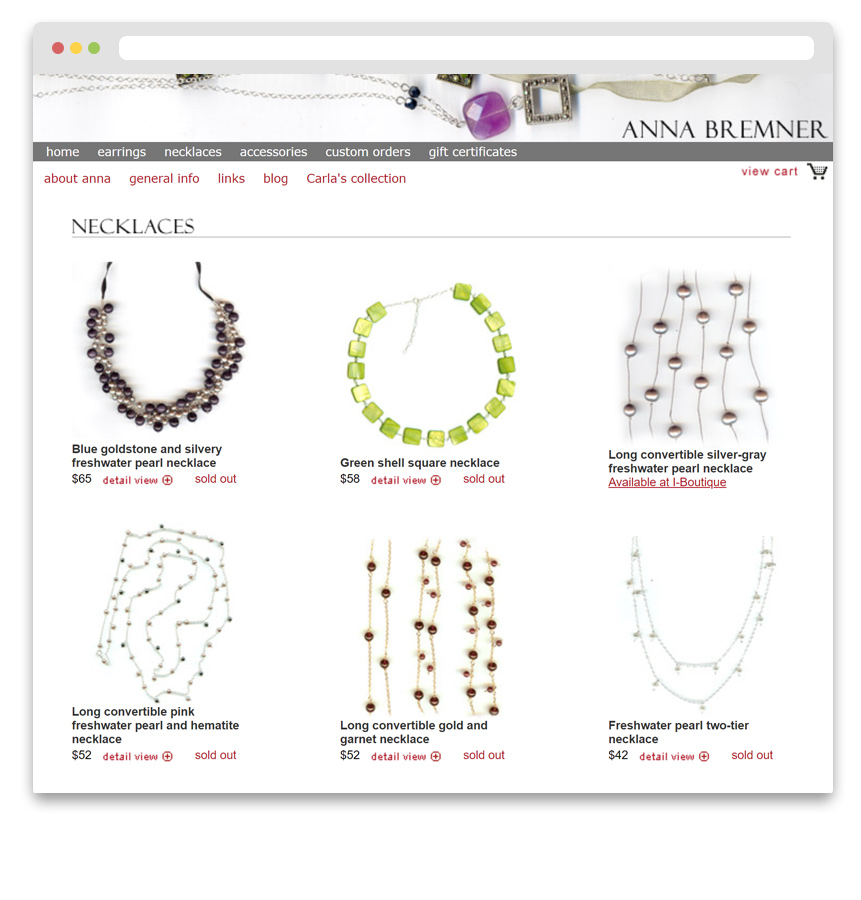 ANNA BREMNER
home earrings necklaces accessories custom orders gift certificates
about anna general info links blog Carla's collection
view cart
NECKLACES
Blue goldstone and silvery
freshwater pearl necklace
$65 detail view sold out
Green shell square necklace
$58 detail view sold out
Long convertible silver-gray
freshwater pearl necklace
Available at I-Boutique
Long convertible pink
freshwater pearl and hematite
necklace
$52 detail view sold out
Long convertible gold and
garnet necklace
$52 detail view sold out
Freshwater pearl two-tier
necklace
$42 detail view sold out